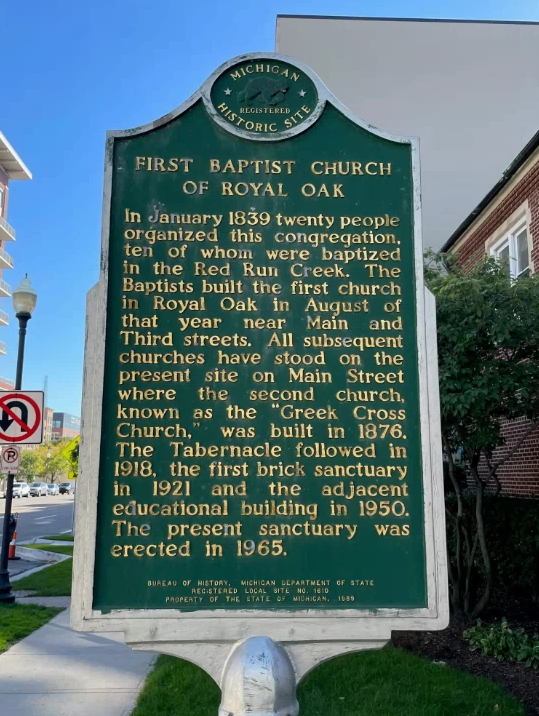 MICHIGAN
REGISTERED
HISTORIC SITE
FIRST BAPTIST CHURCH
OF ROYAL OAK
In January 1839 twenty people
organized this congregation,
ten of whom were baptized
in the Red Run Creek. The
Baptists built the first church
in Royal Oak in August of
that year near Main and
Third streets. All subsequent
churches have stood on the
present site on Main Street
where the second church,
known as the "Greek Cross
Church," was built in 1876.
The Tabernacle followed in
1918, the first brick sanctuary
in 1921 and the adjacent
educational building in 1950.
The present sanctuary was
erected in 1965.
BUREAU OF HISTORY, MICHIGAN DEPARTMENT OF STATE
REGISTERED LOCAL SITE NO. 1610
PROPERTY OF THE STATE OF MICHIGAN, 1989
P